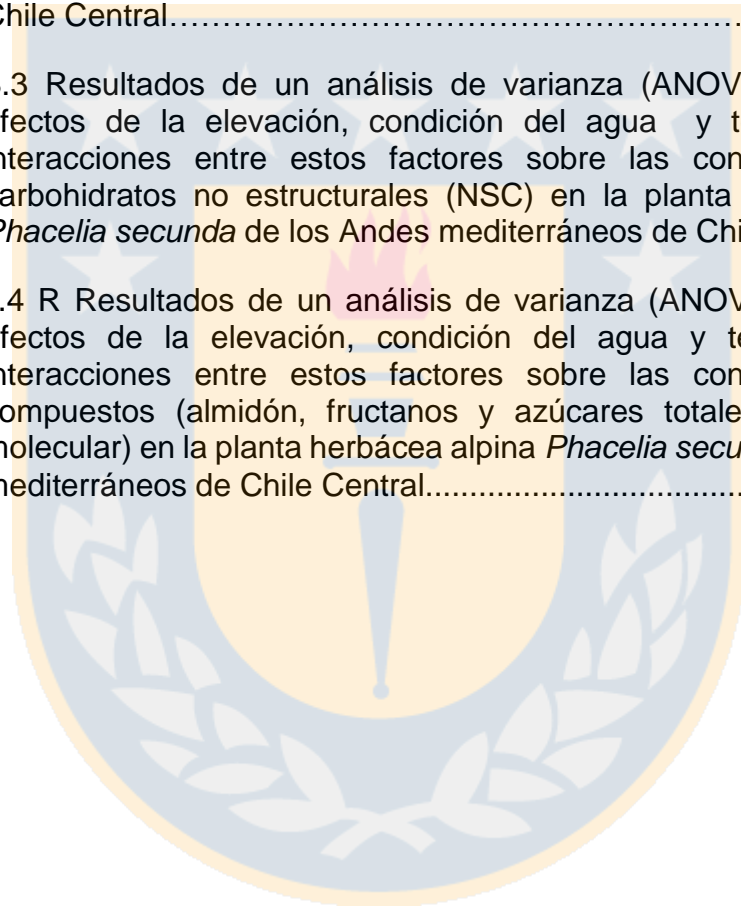 Chile Central……………………………………………………
.3 Resultados de un análisis de varianza (ANOV
fectos de la elevación, condición del agua y t
nteracciones entre estos factores sobre las con
arbohidratos no estructurales (NSC) en la planta
Phacelia secunda de los Andes mediterráneos de Chi
.4 R Resultados de un análisis de varianza (ANOV
fectos de la elevación, condición del agua y te
nteracciones entre estos factores sobre las con
ompuestos (almidón, fructanos y azúcares totale
molecular) en la planta herbácea alpina Phacelia secu
mediterráneos de Chile Central...................................